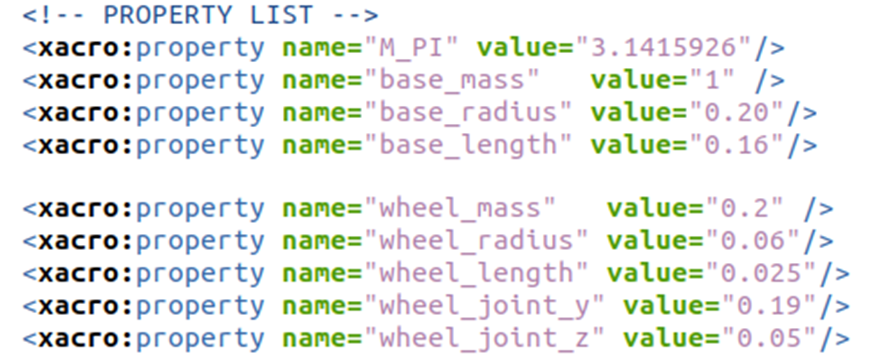 <!-- PROPERTY LIST -->
<xacro:property name="M_PI" value="3.1415926"/>
<xacro:property name="base_mass"   value="1" />
<xacro:property name="base_radius" value="0.20"/>
<xacro:property name="base_length" value="0.16"/>

<xacro:property name="wheel_mass"   value="0.2" />
<xacro:property name="wheel_radius" value="0.06"/>
<xacro:property name="wheel_length" value="0.025"/>
<xacro:property name="wheel_joint_y" value="0.19"/>
<xacro:property name="wheel_joint_z" value="0.05"/>